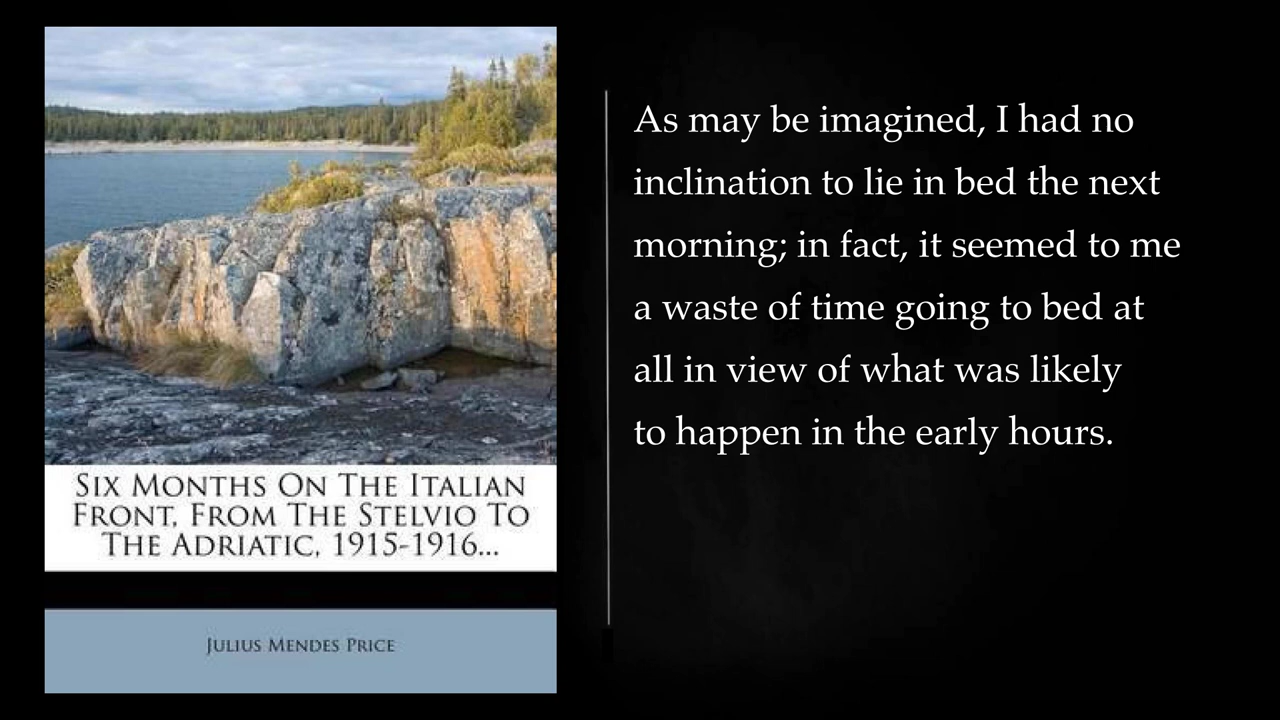 Six Months On The Italian
Front, From The Stelvio To
The Adriatic, 1915-1916...
Julius Mendes Price
As may be imagined, I had no
inclination to lie in bed the next
morning; in fact, it seemed to me
a waste of time going to bed at
all in view of what was likely
to happen in the early hours.